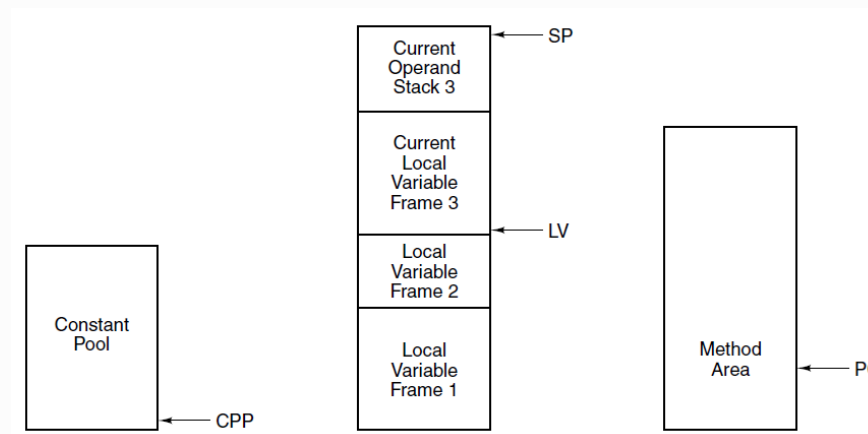 Current
Operand
Stack 3
SP
Current
Local
Variable
Frame 3
LV
Local
Variable
Frame 2
Local
Variable
Frame 1
Constant
Pool
CPP
Method
Area